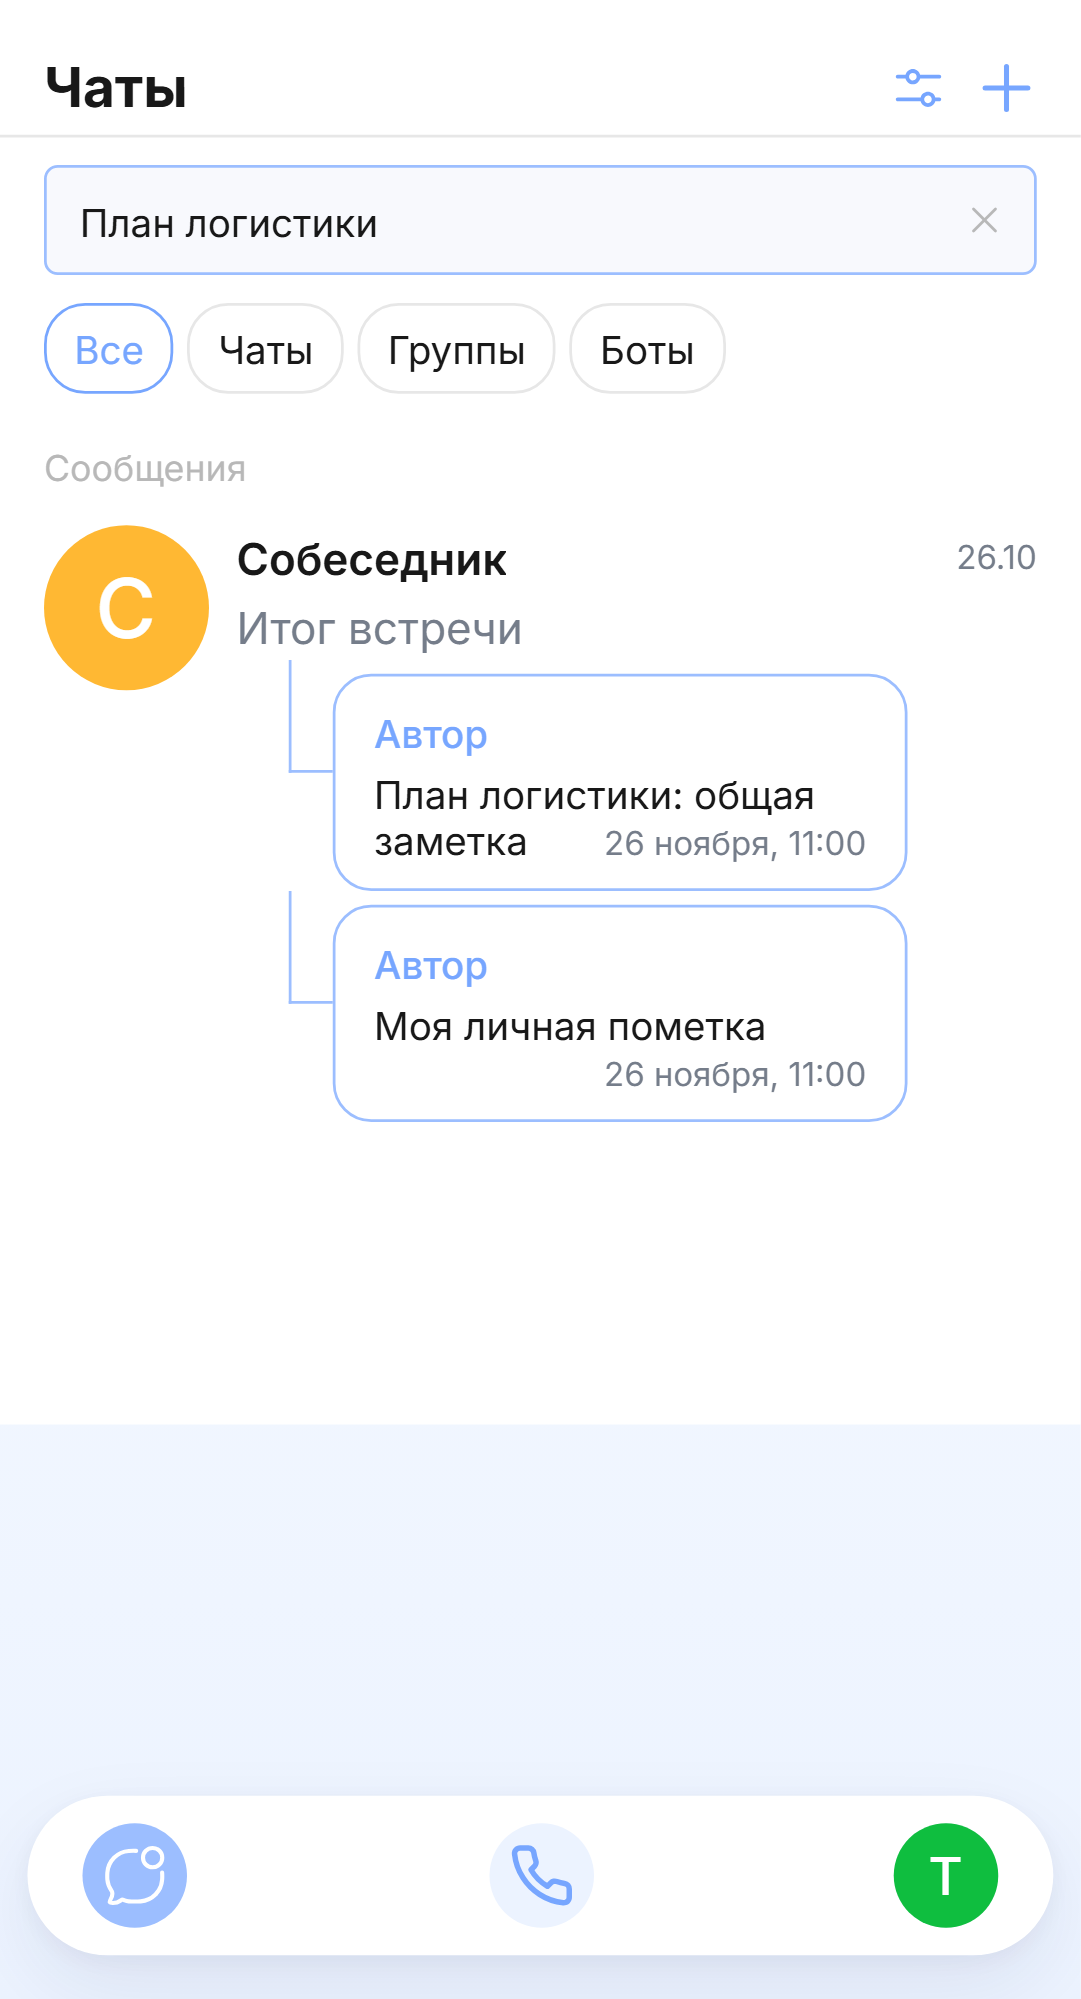 Чаты
План логистики
Все
Чаты
Группы
Боты
Сообщения
Собеседник
26.10
Итог встречи
Автор
План логистики: общая
заметка
26 ноября, 11:00
Автор
Моя личная пометка
26 ноября, 11:00
С
T